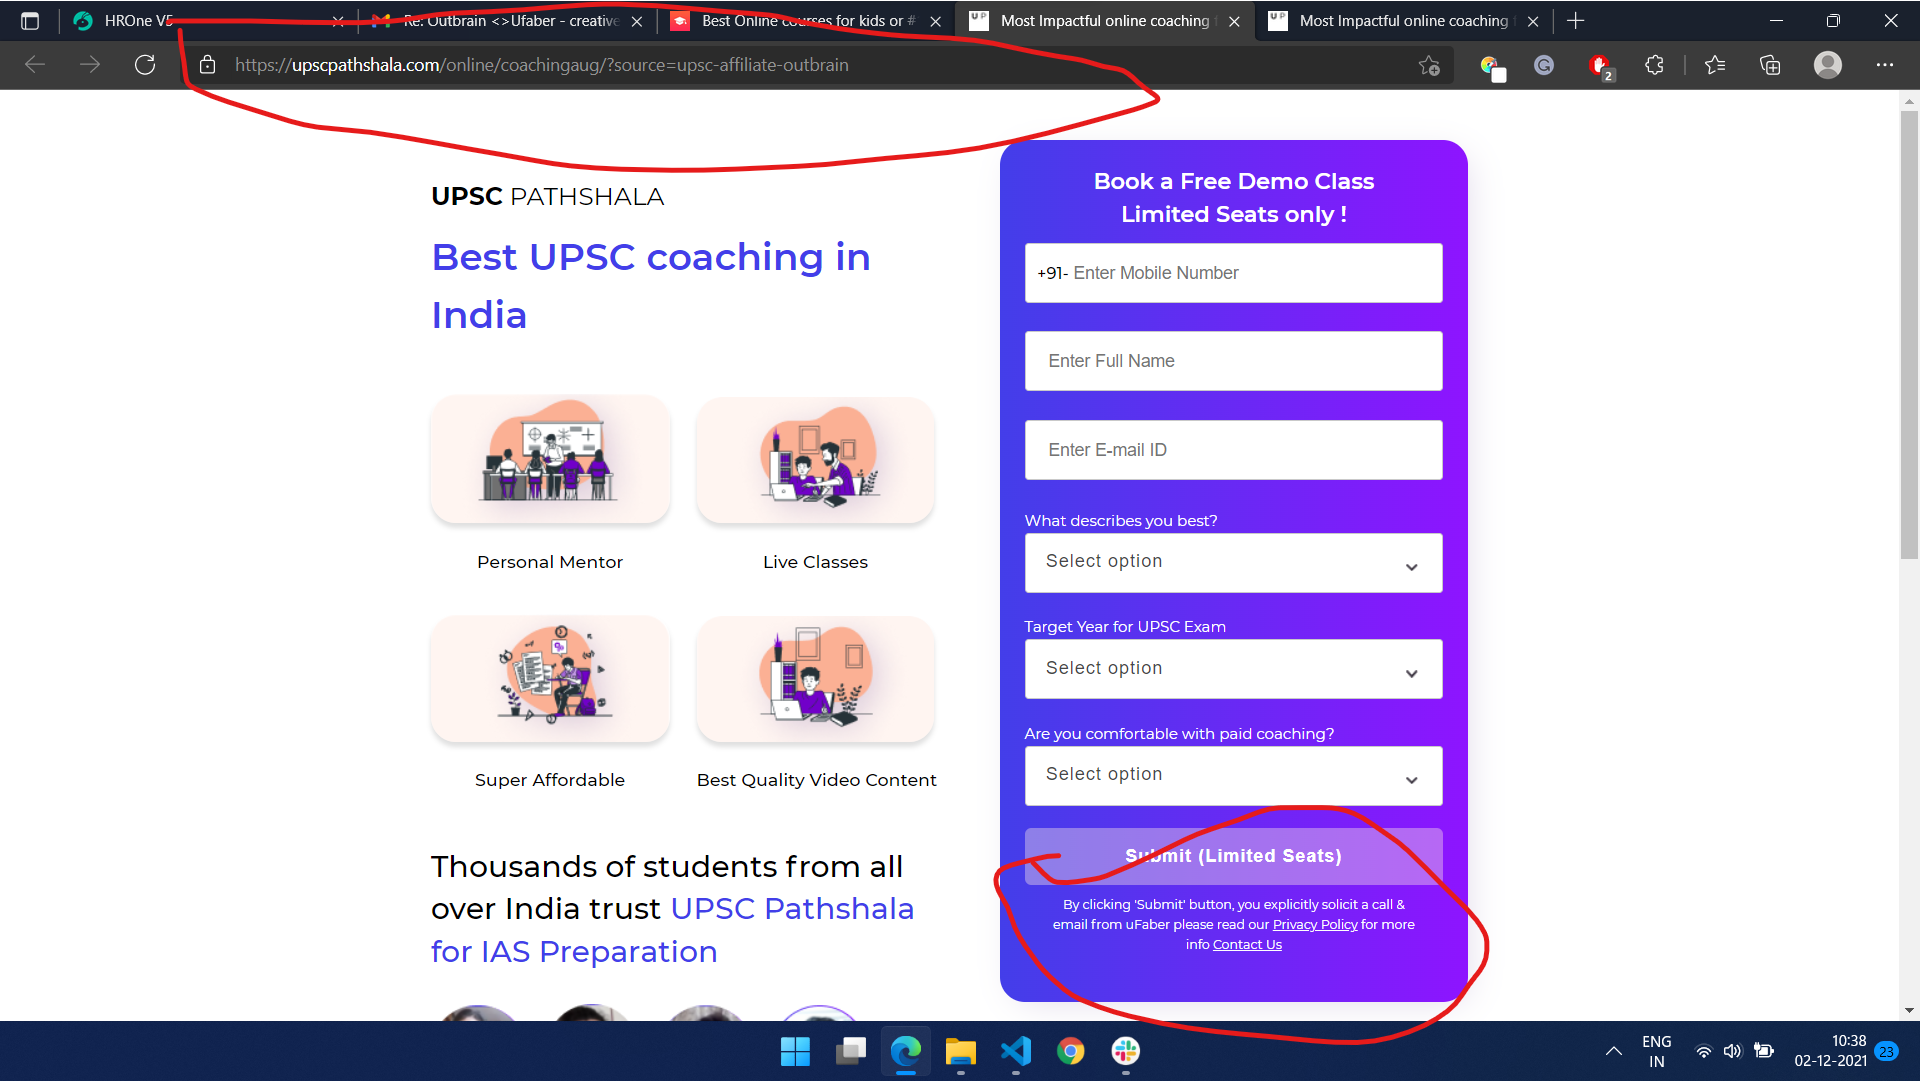 HROne V5
Re: Outbrain <>Ufaber - creative
Best Online courses for kids or #
Most Impactful online coaching f
Most Impactful online coaching f
https://upscpathshala.com/online/coachingaug/?source=upsc-affiliate-outbrain
2
UPSC PATHSHALA
Best UPSC coaching in
India
Personal Mentor
Live Classes
Super Affordable
Best Quality Video Content
Thousands of students from all
over India trust UPSC Pathshala
for IAS Preparation
Book a Free Demo Class
Limited Seats only !
+91- Enter Mobile Number
Enter Full Name
Enter E-mail ID
What describes you best?
Select option
Target Year for UPSC Exam
Select option
Are you comfortable with paid coaching?
Select option
Submit (Limited Seats)
By clicking 'Submit' button, you explicitly solicit a call &
email from uFaber please read our Privacy Policy for more
info Contact Us
ENG
IN
10:38
02-12-2021
23